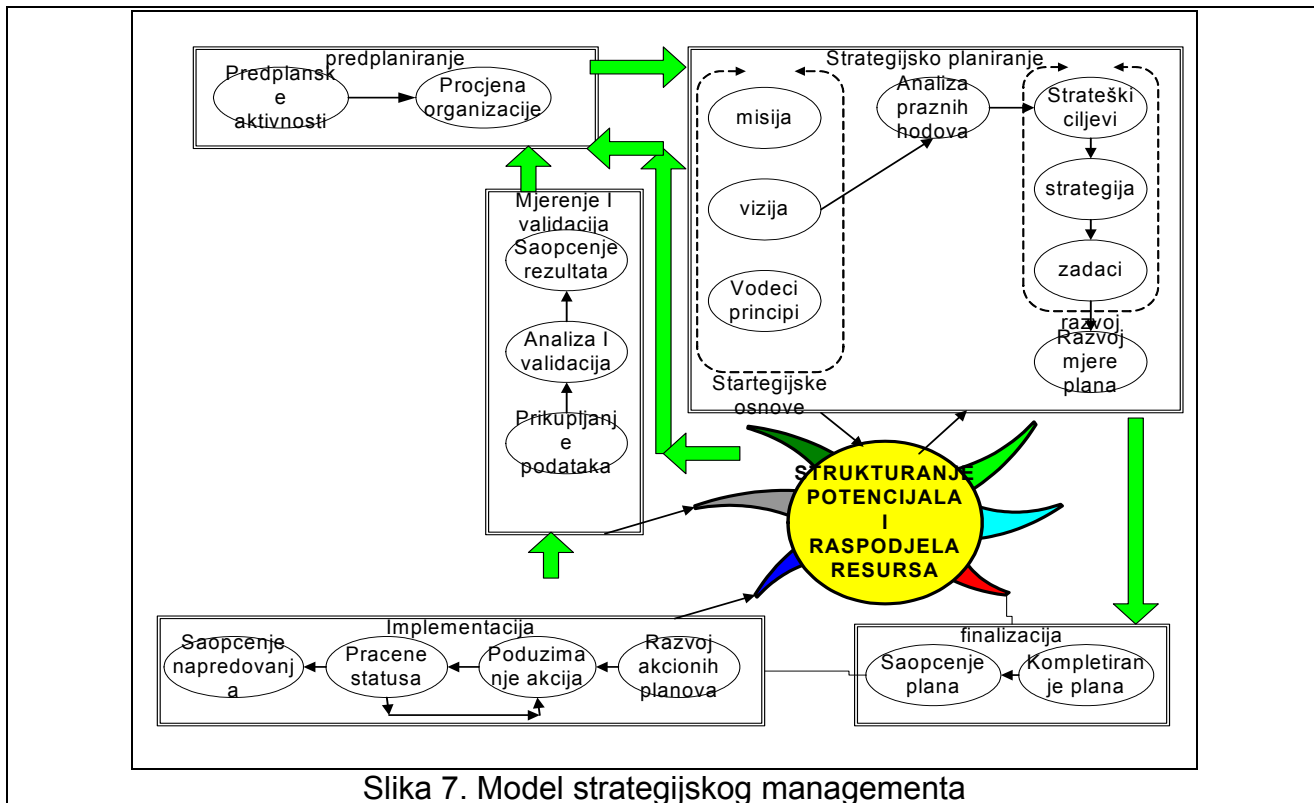 predplaniranje
Predplansk
e
aktivnosti
Procjena
organizacije
Strategijsko planiranje
misija
vizija
Vodeci
principi
Startegijske
osnove
Analiza
praznih
hodova
Strateški
ciljevi
strategija
zadaci
razvoj
Razvoj
mjere
plana
Mjerenje I
validacija
Saopcenje
rezultata
Analiza I
validacija
Prikupljanj
e
podataka
STRUKTURANJE
POTENCIJALA
I
RASPODJELA
RESURSA
Implementacija
Saopcenje
napredovanj
a
Pracene
statusa
Poduzima
nje akcija
Razvoj
akcionih
planova
finalizacija
Saopcenje
plana
Kompletiran
je plana
Slika 7. Model strategijskog managementa